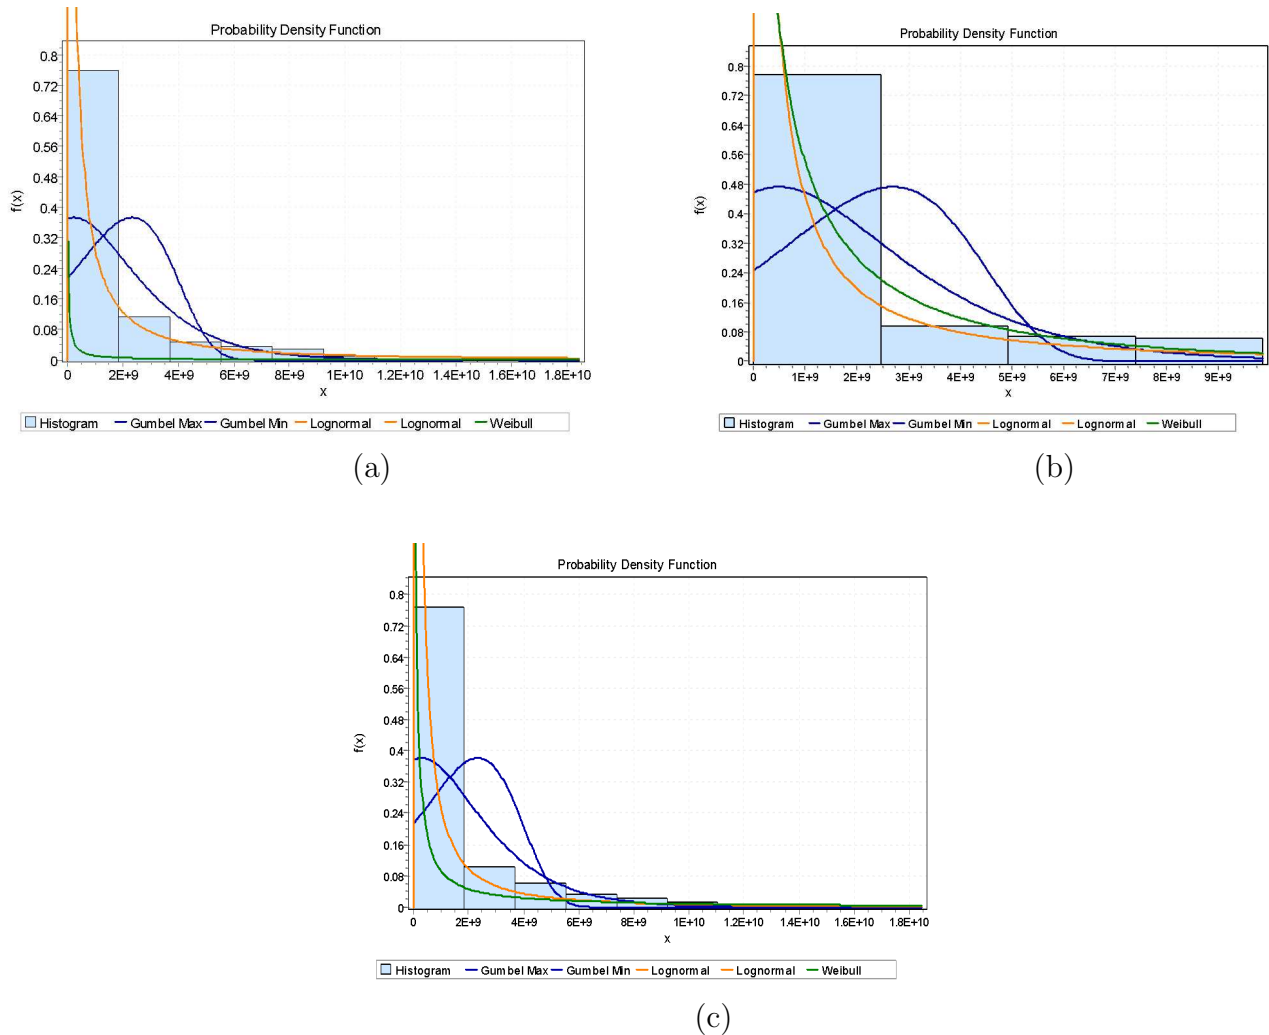 Probability Density Function
f(x)
0.8
0.72
0.64
0.56
0.48
0.4
0.32
0.24
0.16
0.08
0
0 2E+9 4E+9 6E+9 8E+9 1E+10 1.2E+10 1.4E+10 1.6E+10 1.8E+10
x
Histogram Gumbel Max Gumbel Min Lognormal Lognormal Weibull
(a)
Probability Density Function
f(x)
0.8
0.72
0.64
0.56
0.48
0.4
0.32
0.24
0.16
0.08
0
0 1E+9 2E+9 3E+9 4E+9 5E+9 6E+9 7E+9 8E+9 9E+9
x
Histogram Gumbel Max Gumbel Min Lognormal Lognormal Weibull
(b)
Probability Density Function
f(x)
0.8
0.72
0.64
0.56
0.48
0.4
0.32
0.24
0.16
0.08
0
0 2E+9 4E+9 6E+9 8E+9 1E+10 1.2E+10 1.4E+10 1.6E+10 1.8E+10
x
Histogram Gumbel Max Gumbel Min Lognormal Lognormal Weibull
(c)